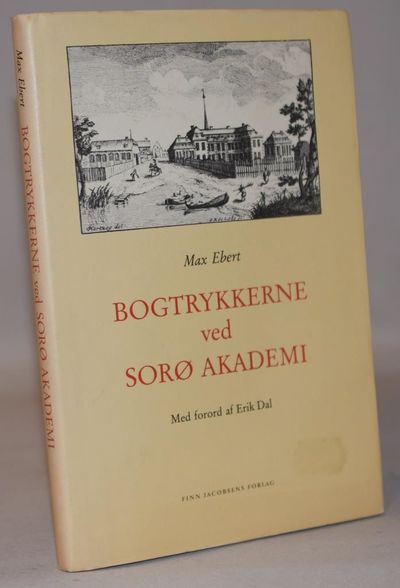 Max Ebert
BOGTRYKKERNE ved SORØ AKADEMI
Max Ebert
BOGTRYKKERNE
ved
SORØ AKADEMI
Med forord af Erik Dal
FINN JACOBSENS FORLAG